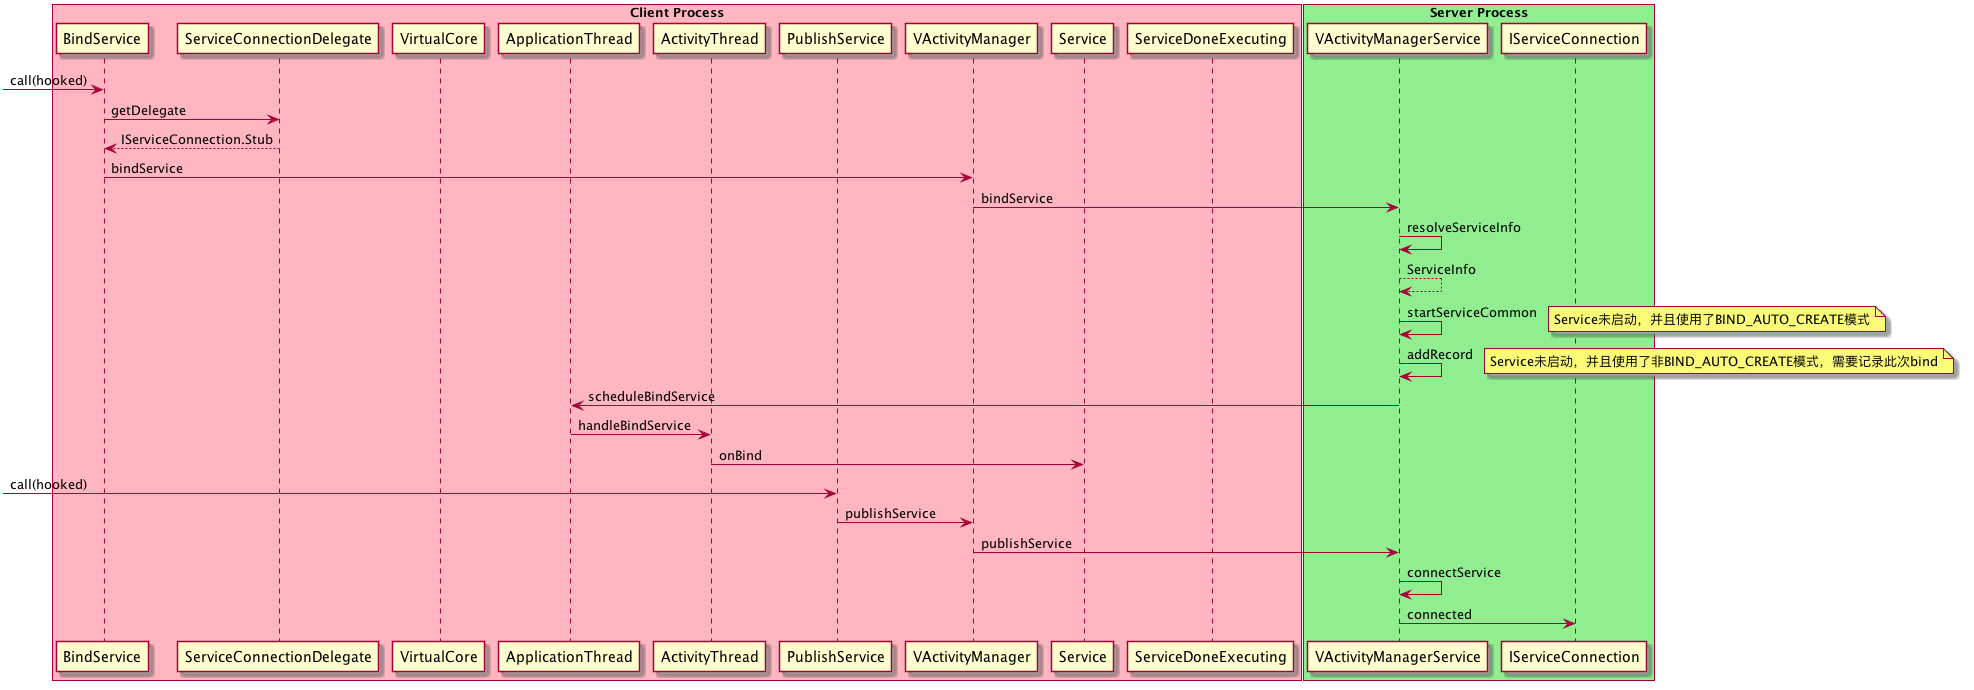 Client Process
Server Process
BindService
ServiceConnectionDelegate
VirtualCore
ApplicationThread
ActivityThread
PublishService
VActivityManager
Service
ServiceDoneExecuting
VActivityManagerService
IServiceConnection
call(hooked)
getDelegate
IServiceConnection.Stub
bindService
bindService
resolveServiceInfo
ServiceInfo
startServiceCommon
Service未启动，并且使用了BIND_AUTO_CREATE模式
addRecord
Service未启动，并且使用了非BIND_AUTO_CREATE模式，需要记录此次bind
scheduleBindService
handleBindService
onBind
call(hooked)
publishService
publishService
connectService
connected
BindService
ServiceConnectionDelegate
VirtualCore
ApplicationThread
ActivityThread
PublishService
VActivityManager
Service
ServiceDoneExecuting
VActivityManagerService
IServiceConnection